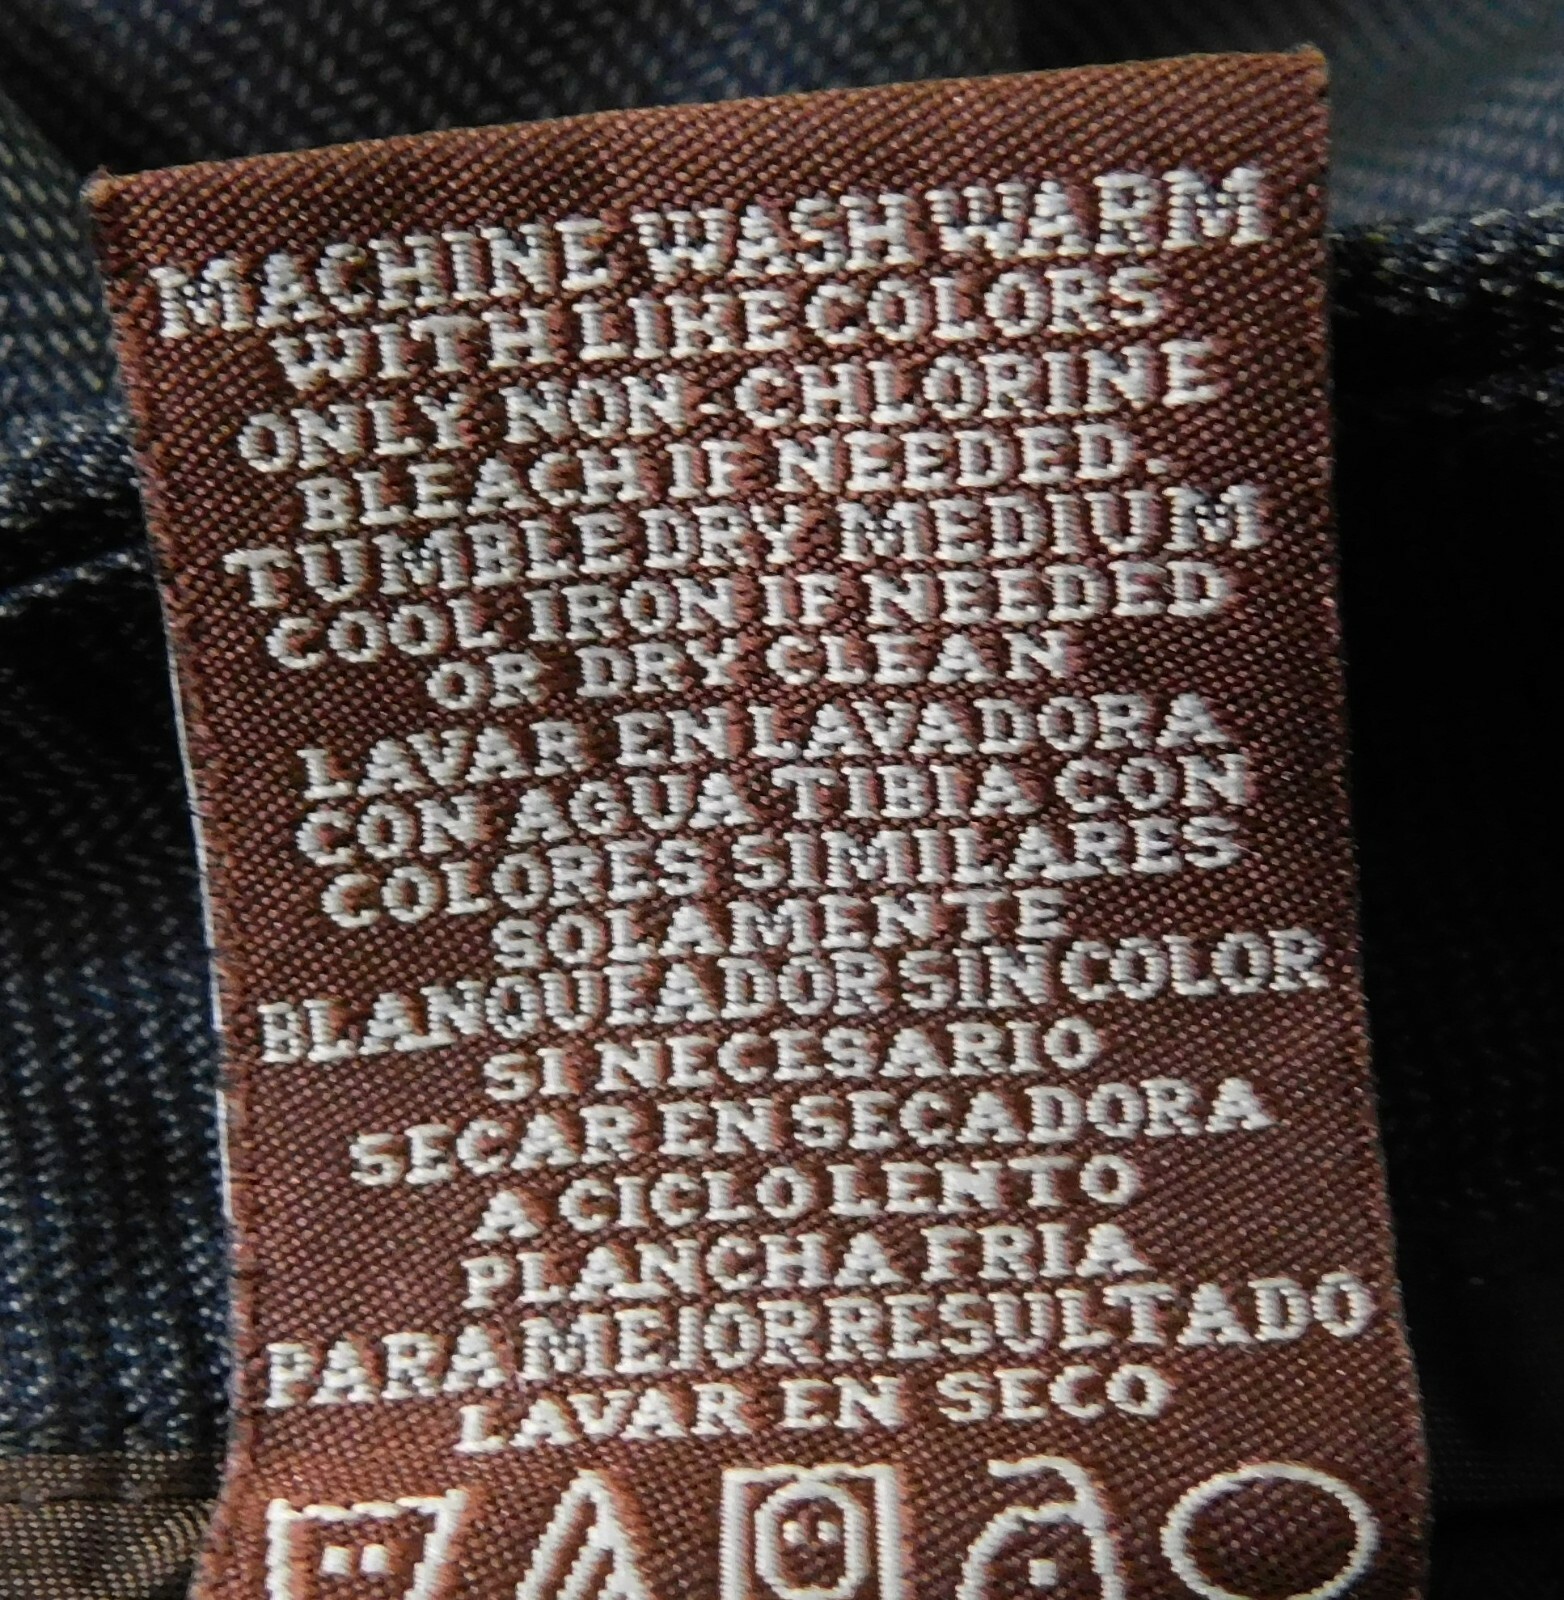 MACHINE WASH WARM
WITH LIKE COLORS
ONLY NON-CHLORINE
BLEACH IF NEEDED.
TUMBLE DRY MEDIUM
COOL IRON IF NEEDED
OR DRY CLEAN
LAVAR EN LAVADORA
CON AGUA TIBIA CON
COLORES SIMILARES
SOLAMENTE
BLANQUEADOR SIN COLOR
SI NECESARIO
SECAR EN SECADORA
A CICLO LENTO
PLANCHA FRIA
PARA MEJOR RESULTADO
LAVAR EN SECO